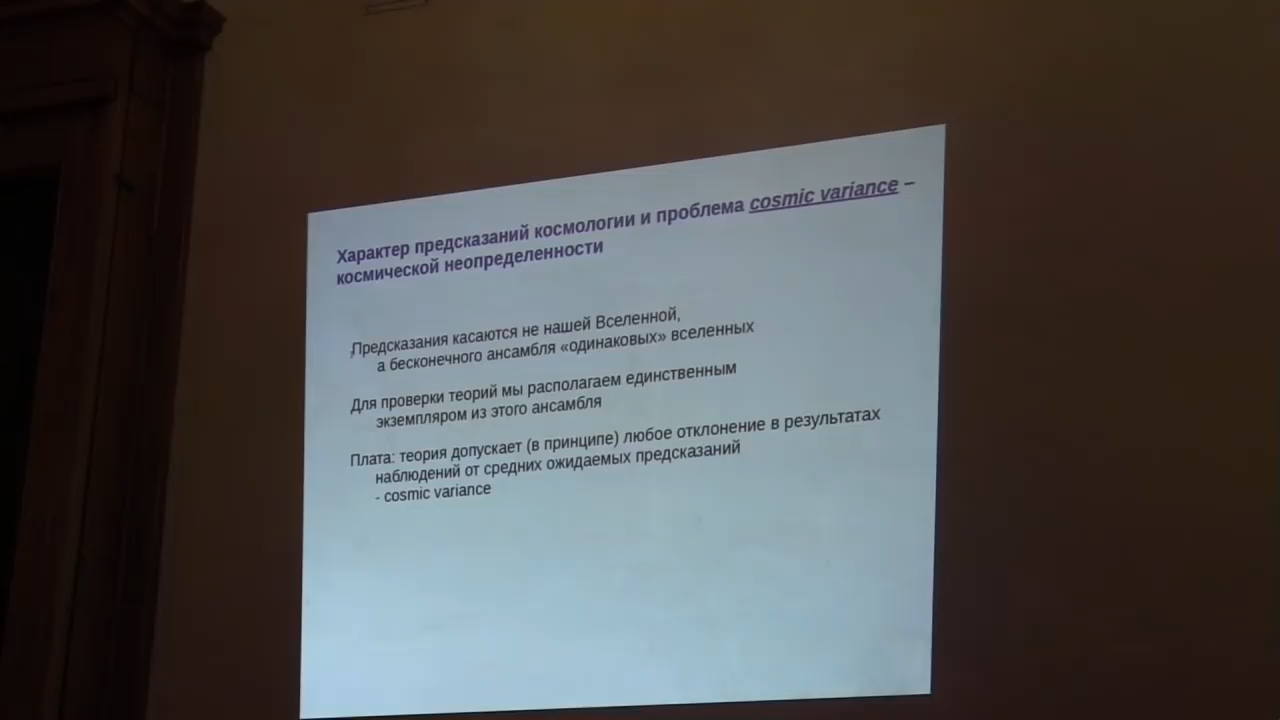 Характер предсказаний космологии и проблема cosmic variance –
космической неопределенности
Предсказания касаются не нашей Вселенной,
а бесконечного ансамбля «одинаковых» вселенных
Для проверки теорий мы располагаем единственным
экземпляром из этого ансамбля
Плата: теория допускает (в принципе) любое отклонение в результатах
наблюдений от средних ожидаемых предсказаний
- cosmic variance